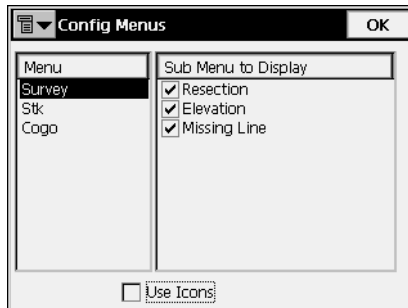 Config Menus OK
Menu Sub Menu to Display
Survey Resection
Stk Elevation
Cogo Missing Line
Use Icons